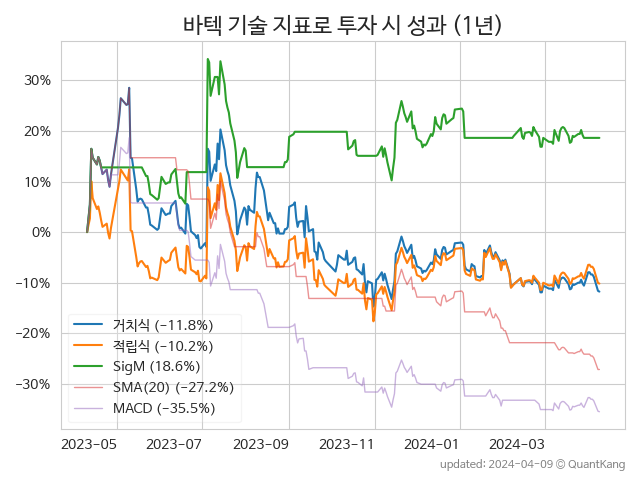 바텍 기술 지표로 투자 시 성과 (1년)
30%
20%
10%
0%
−10%
−20%
−30%
거치식 (−11.8%)
적립식 (−10.2%)
SigM (18.6%)
SMA(20) (−27.2%)
MACD (−35.5%)
2023-05 2023-07 2023-09 2023-11 2024-01 2024-03
updated: 2024-04-09 © QuantKang